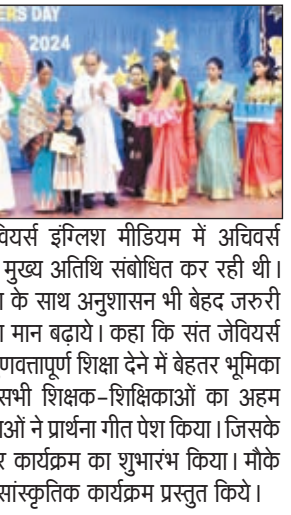 ERS DAY
2024
वियर्स इंग्लिश मीडियम में अचिवर्स
मुख्य अतिथि संबोधित कर रही थी।
के साथ अनुशासन भी बेहद जरुरी
मान बढ़ाये। कहा कि संत जेवियर्स
णवत्तापूर्ण शिक्षा देने में बेहतर भूमिका
सभी शिक्षक-शिक्षिकाओं का अहम
ओं ने प्रार्थना गीत पेश किया। जिसके
र कार्यक्रम का शुभारंभ किया। मौके
सांस्कृतिक कार्यक्रम प्रस्तुत किये।